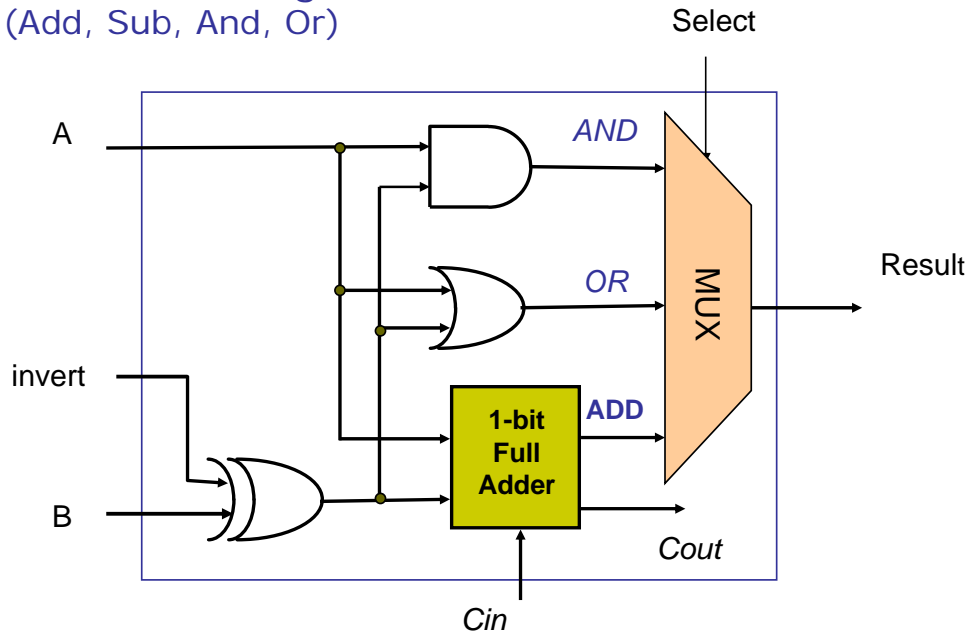 (Add, Sub, And, Or)
Select
A
AND
OR
Result
MUX
invert
1-bit
Full
Adder
ADD
B
Cout
Cin